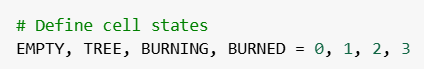 # Define cell states
EMPTY, TREE, BURNING, BURNED = 0, 1, 2, 3